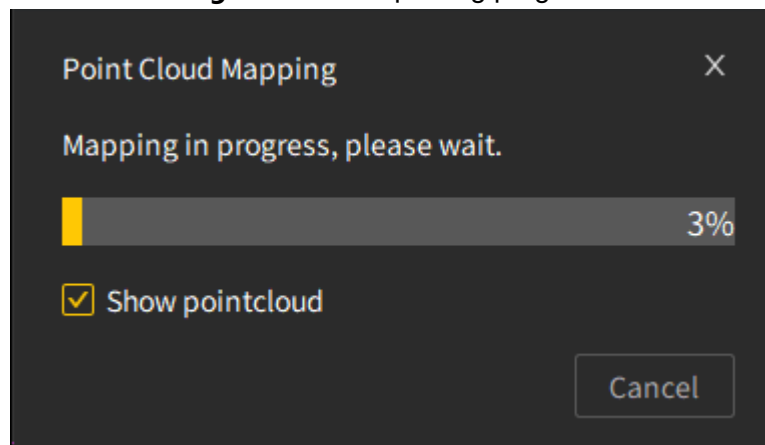 Point Cloud Mapping X
Mapping in progress, please wait.
3%
Show pointcloud
Cancel